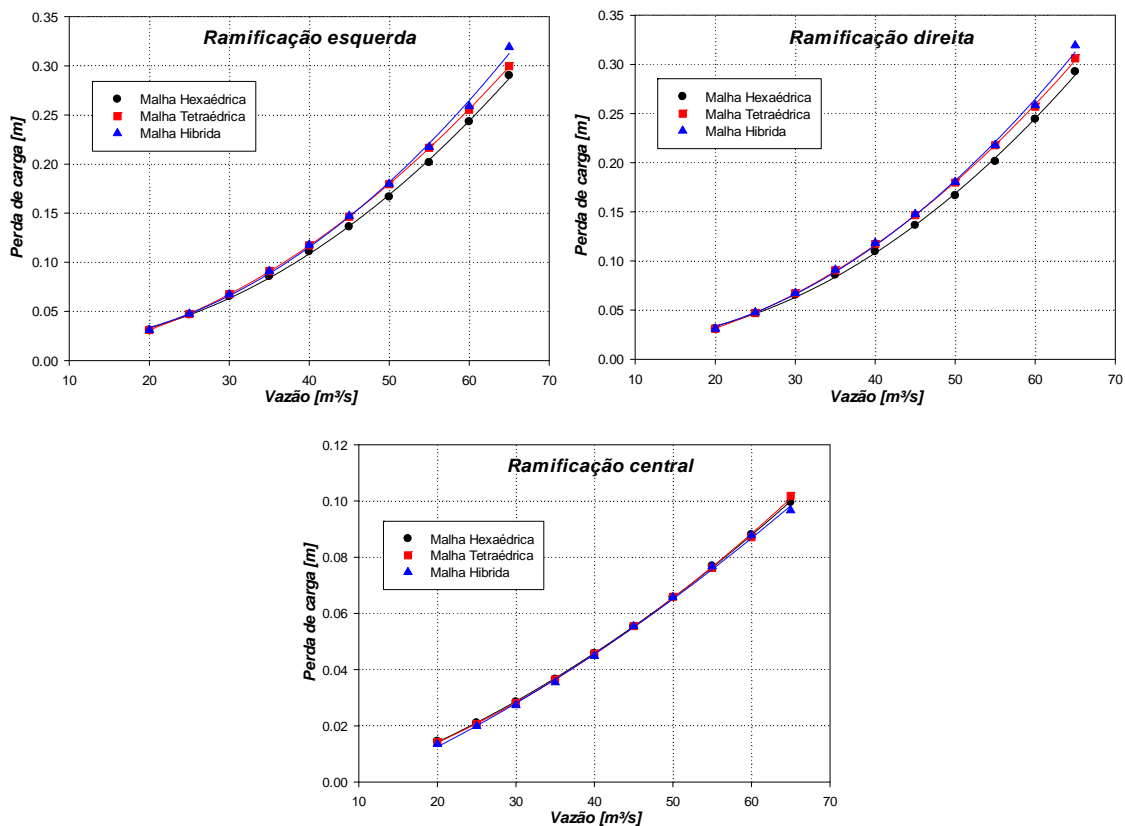 Ramificação esquerda
Perda de carga [m]
0.35
0.30
0.25
0.20
0.15
0.10
0.05
0.00
Malha Hexaédrica
Malha Tetraédrica
Malha Hibrida
10 20 30 40 50 60 70
Vazão [m³/s]
Ramificação direita
Perda de carga [m]
0.35
0.30
0.25
0.20
0.15
0.10
0.05
0.00
Malha Hexaédrica
Malha Tetraédrica
Malha Hibrida
10 20 30 40 50 60 70
Vazão [m³/s]
Ramificação central
Perda de carga [m]
0.12
0.10
0.08
0.06
0.04
0.02
0.00
Malha Hexaédrica
Malha Tetraédrica
Malha Hibrida
10 20 30 40 50 60 70
Vazão [m³/s]